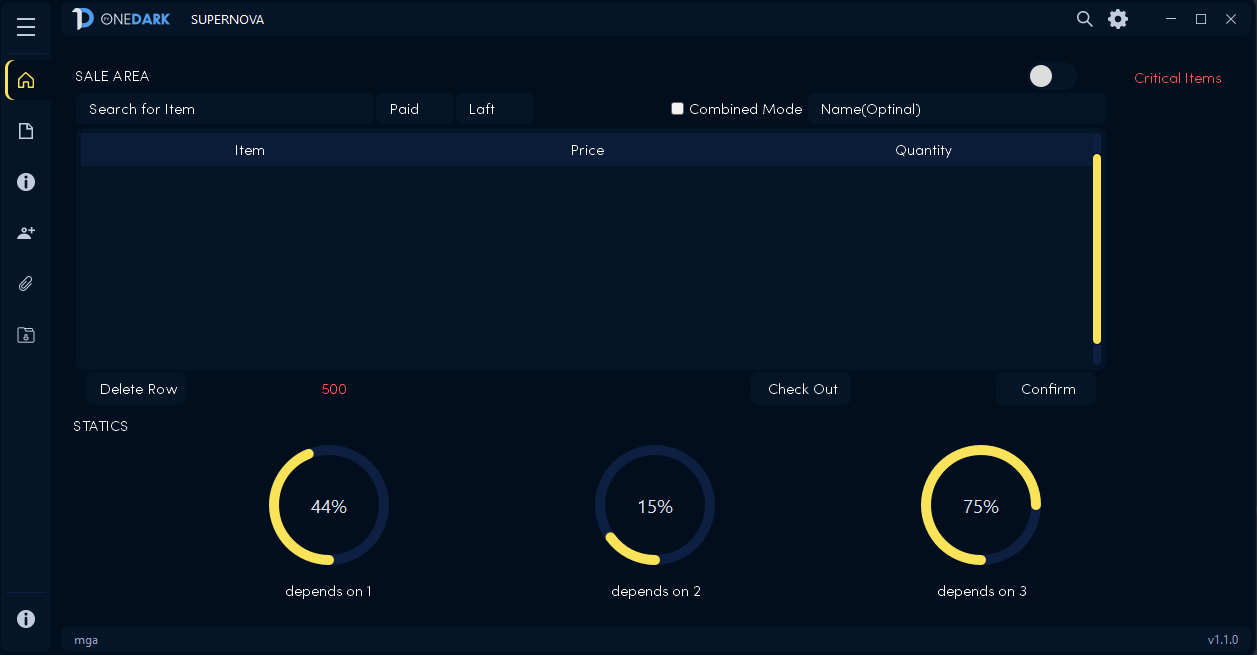 PY ONEDARK SUPERNOVA
SALE AREA
Critical Items
Search for Item Paid Laft Combined Mode Name(Optinal)
Item Price Quantity
Delete Row 500 Check Out Confirm
STATICS
44% 15% 75%
depends on 1 depends on 2 depends on 3
mga v1.1.0